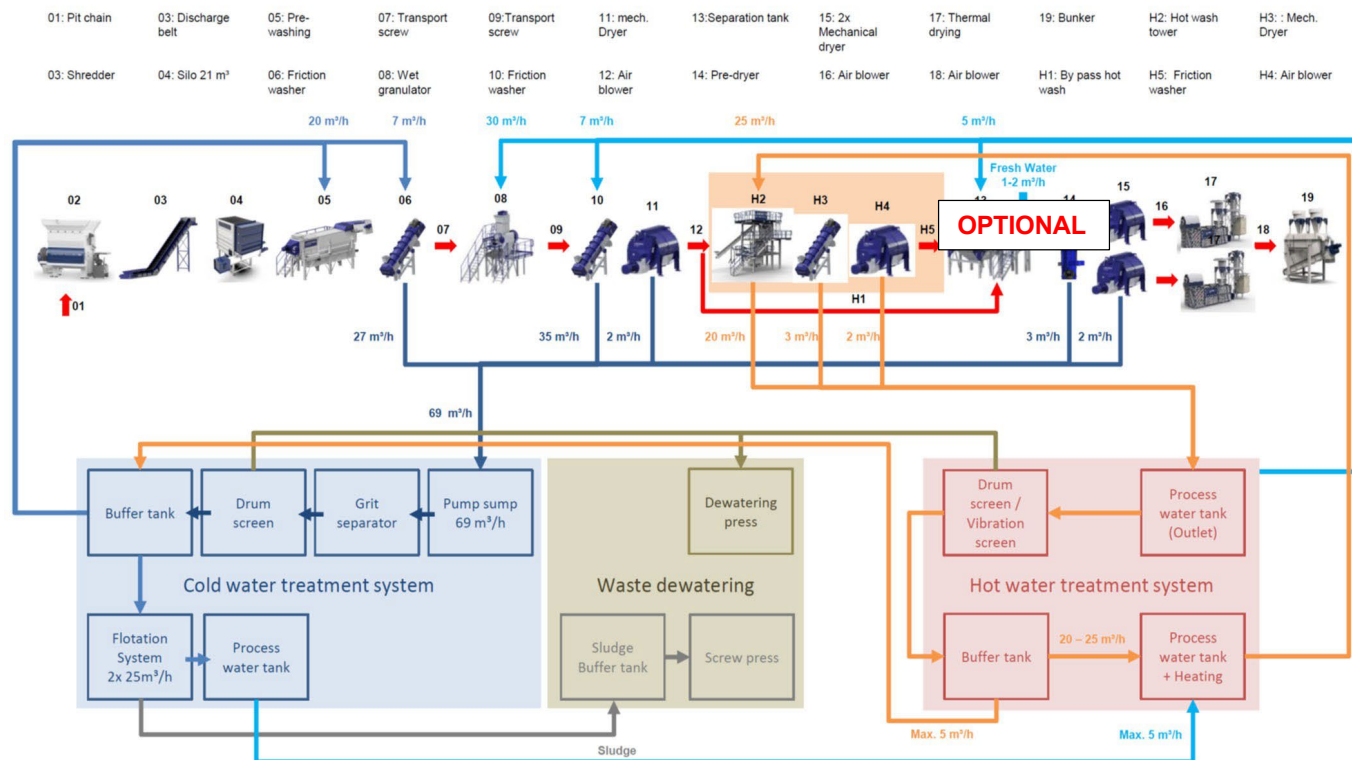 01: Pit chain
03: Discharge
belt
05: Pre-
washing
07: Transport
screw
09:Transport
screw
11: mech.
Dryer
13:Separation tank
15: 2x
Mechanical
dryer
17: Thermal
drying
19: Bunker
H2: Hot wash
tower
H3: : Mech.
Dryer
03: Shredder
04: Silo 21 m³
06: Friction
washer
08: Wet
granulator
10: Friction
washer
12: Air
blower
14: Pre-dryer
16: Air blower
18: Air blower
H1: By pass hot
wash
H5: Friction
washer
H4: Air blower
20 m³/h
7 m³/h
30 m³/h
7 m³/h
25 m³/h
5 m³/h
Fresh Water
1-2 m³/h
02
03
04
05
06
07
08
09
10
11
12
H2
H3
H4
H5
OPTIONAL
15
16
17
17
18
19
01
H1
27 m³/h
35 m³/h
2 m³/h
20 m³/h
3 m³/h
2 m³/h
3 m³/h
2 m³/h
69 m³/h
Buffer tank
Drum
screen
Grit
separator
Pump sump
69 m³/h
Dewatering
press
Drum
screen /
Vibration
screen
Process
water tank
(Outlet)
Cold water treatment system
Waste dewatering
Hot water treatment system
Flotation
System
2x 25m³/h
Process
water tank
Sludge
Buffer tank
Screw press
Buffer tank
20 – 25 m³/h
Process
water tank
+ Heating
Max. 5 m³/h
Max. 5 m³/h
Sludge